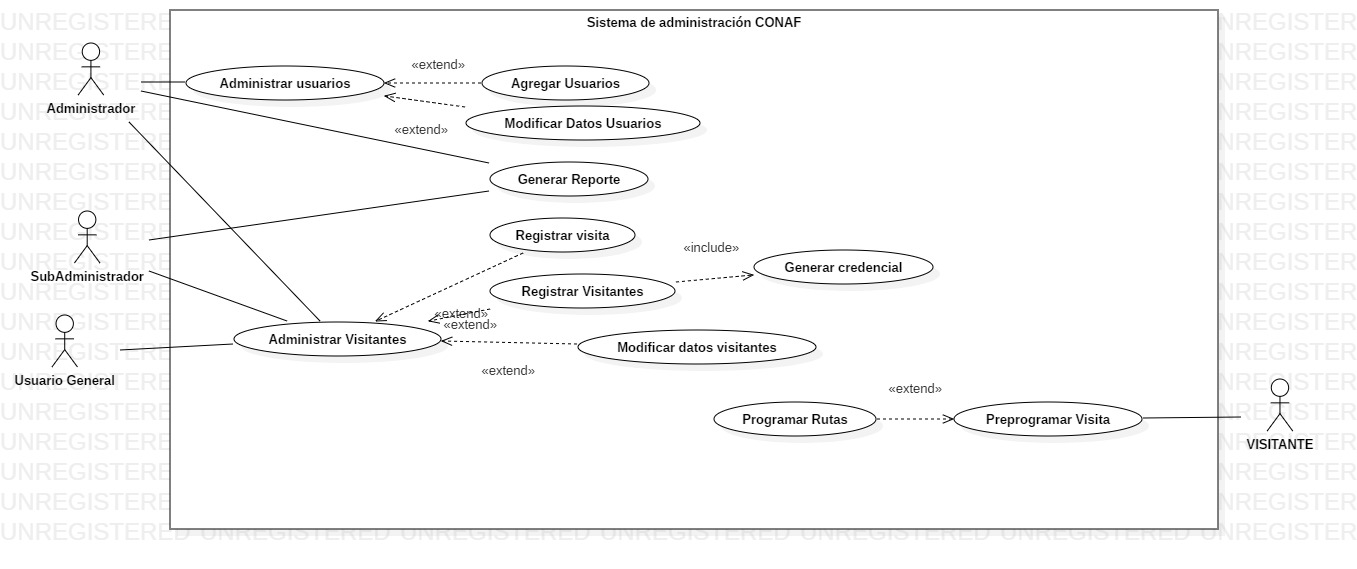 Sistema de administración CONAF
Administrador
Administrar usuarios
«extend»
Agregar Usuarios
Modificar Datos Usuarios
«extend»
Generar Reporte
SubAdministrador
Registrar visita
«include»
Generar credencial
Registrar Visitantes
«extend»
«extend»
Usuario General
Administrar Visitantes
Modificar datos visitantes
«extend»
«extend»
Programar Rutas
Preprogramar Visita
VISITANTE
UNREGISTERED UNREGISTERED UNREGISTERED UNREGISTERED UNREGISTERED UNREGISTERED UNREGISTER